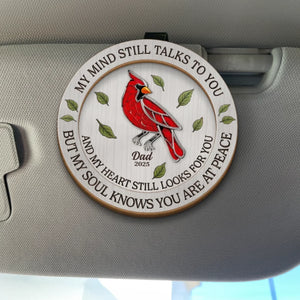 MY MIND STILL TALKS TO YOU
AND MY HEART STILL LOOKS FOR YOU
BUT MY SOUL KNOWS YOU ARE AT PEACE
Dad
2025